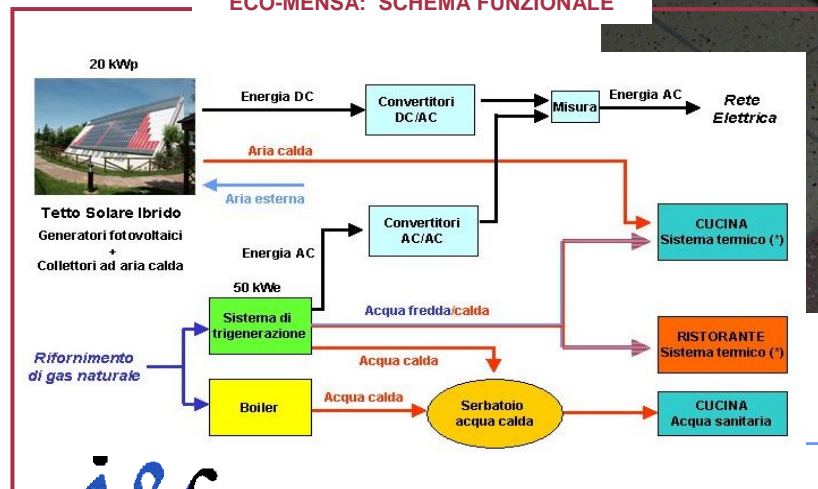 ECO-MENSA: SCHEMA FUNZIONALE
20 kWp
Energia DC
Convertitori
DC/AC
Misura
Energia AC
Rete
Elettrica
Aria calda
Aria esterna
Tetto Solare Ibrido
Generatori fotovoltaici
+
Collettori ad aria calda
Convertitori
AC/AC
CUCINA
Sistema termico (*)
Energia AC
50 kWe
Sistema di
trigenerazione
Acqua fredda/calda
Rifornimento
di gas naturale
Acqua calda
RISTORANTE
Sistema termico (*)
Boiler
Acqua calda
Serbatoio
acqua calda
CUCINA
Acqua sanitaria